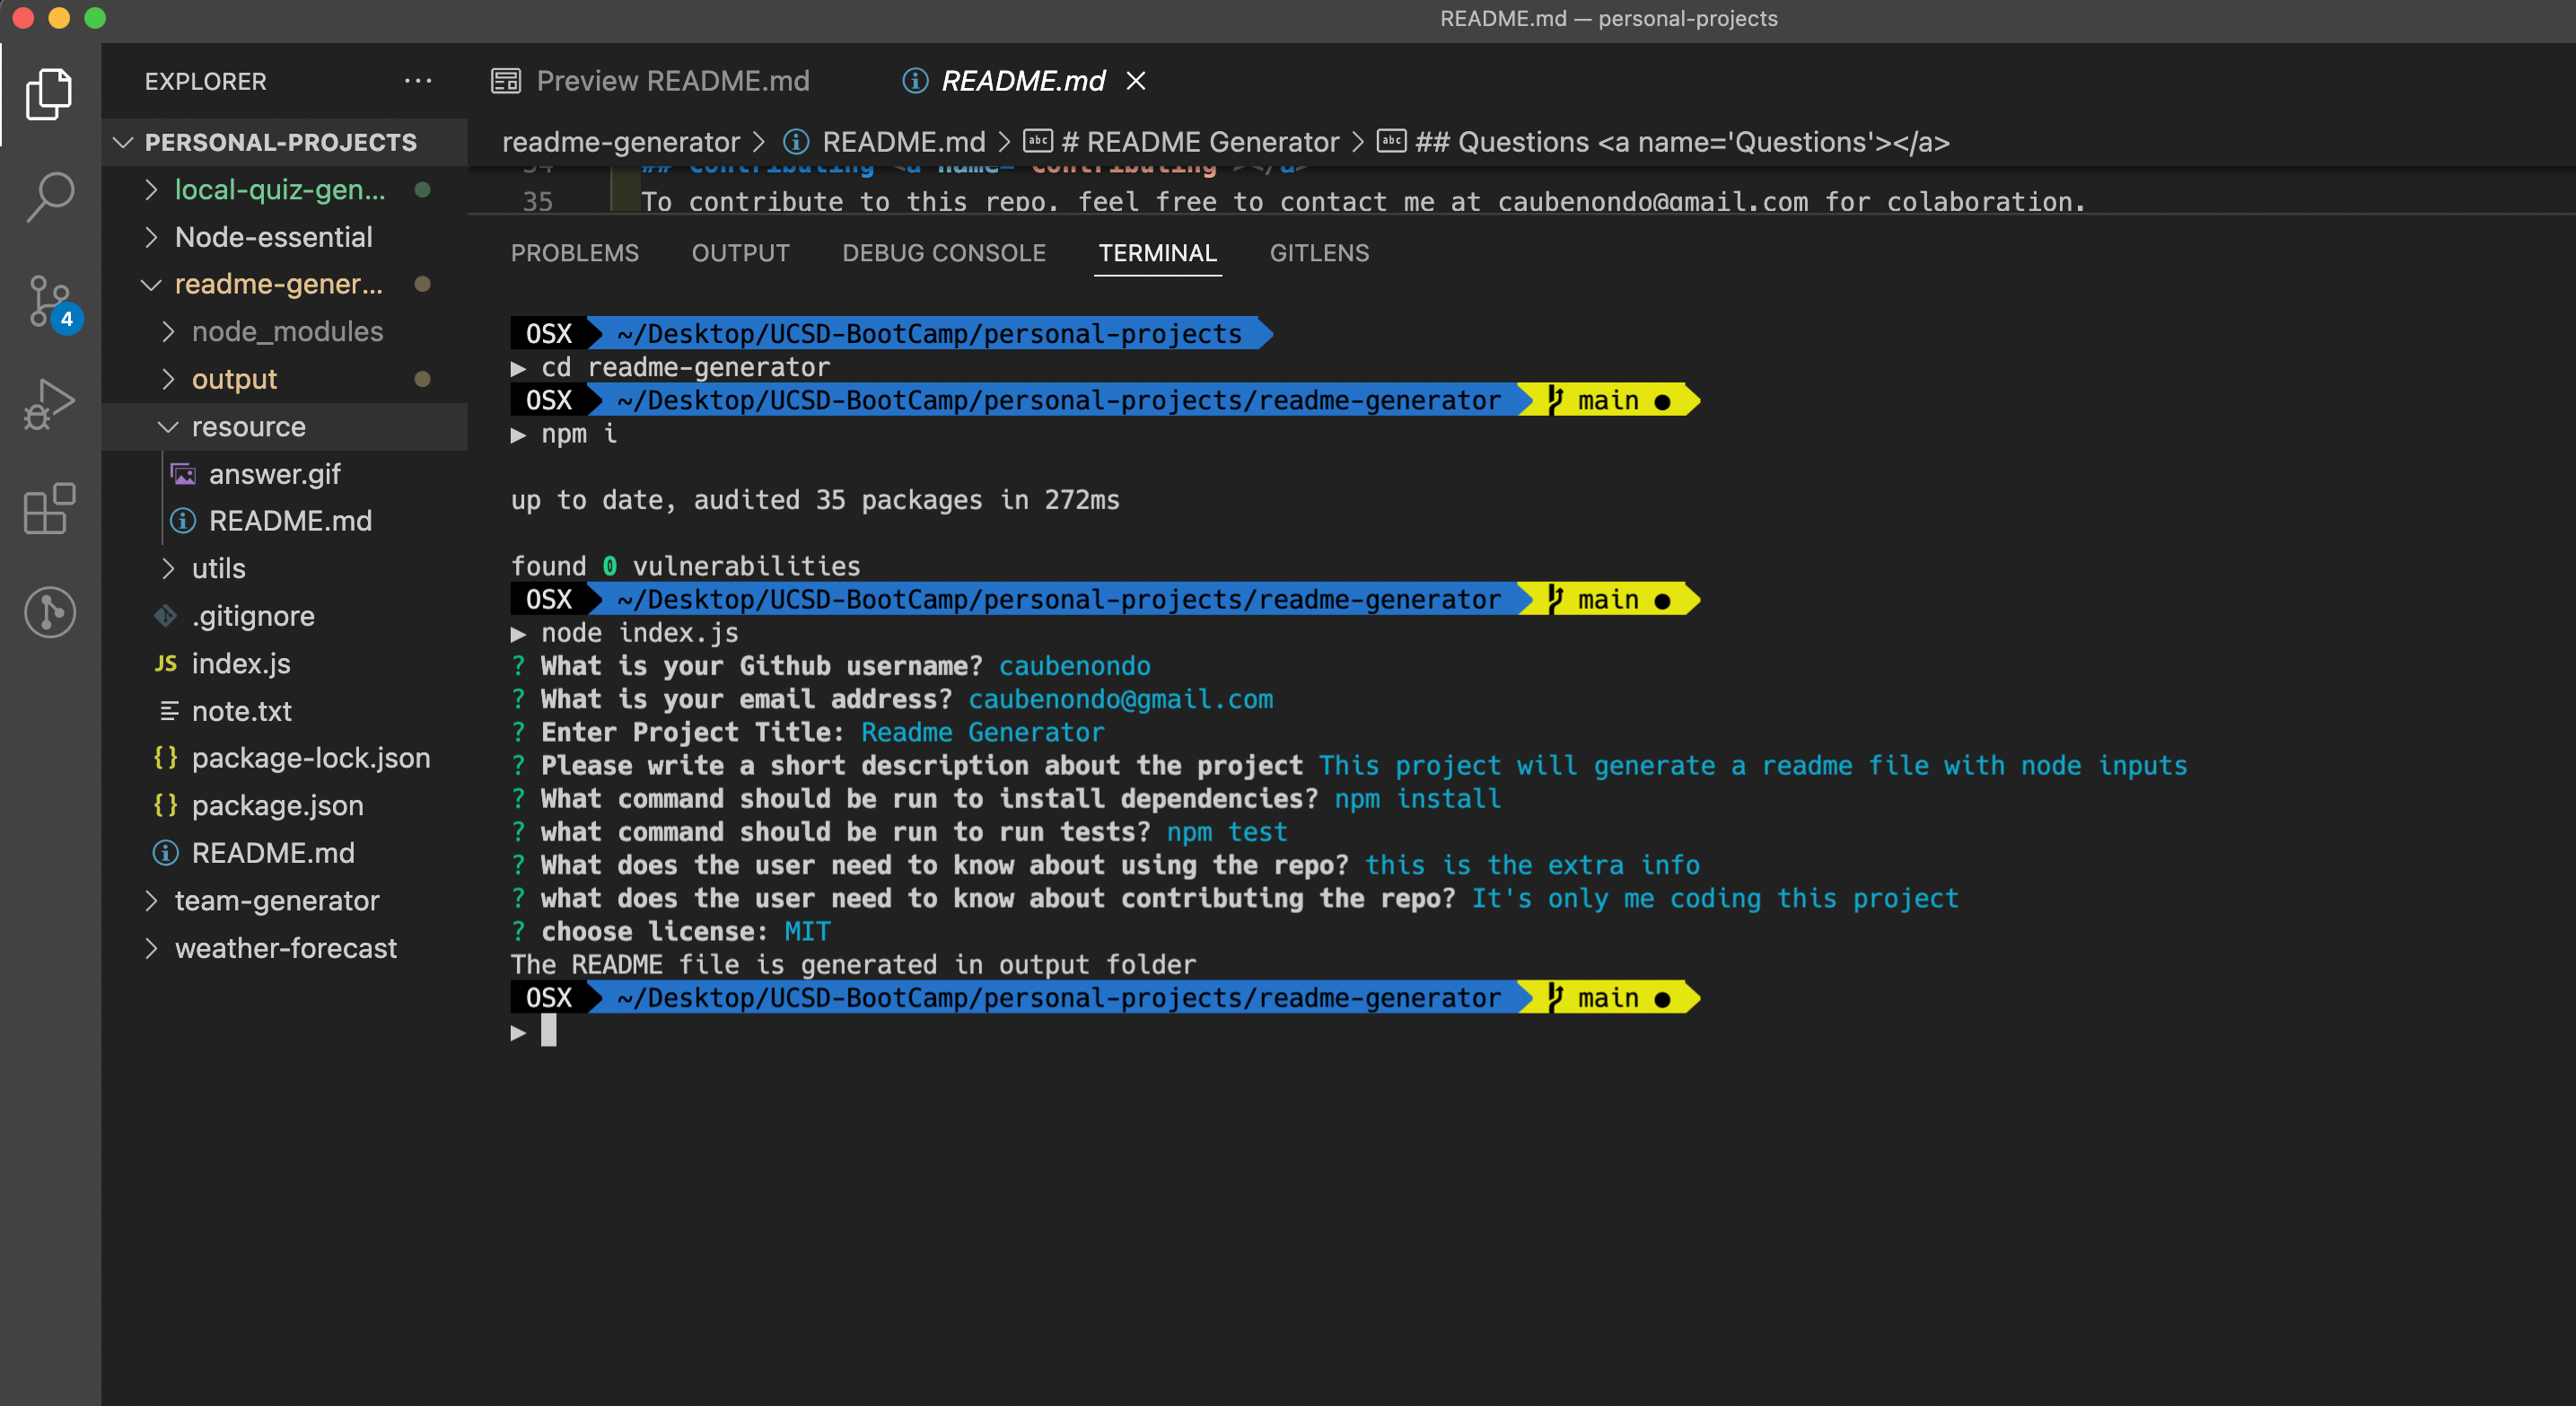 README.md — personal-projects
EXPLORER ···
Preview README.md
README.md
PERSONAL-PROJECTS
readme-generator > README.md > # README Generator > ## Questions <a name='Questions'></a>
34 ## Contributing <a name='Contributing'></a>
35 To contribute to this repo, feel free to contact me at caubenondo@gmail.com for colaboration.
local-quiz-gen...
Node-essential
readme-gener...
node_modules
output
resource
answer.gif
README.md
utils
.gitignore
JS index.js
note.txt
{} package-lock.json
{} package.json
README.md
team-generator
weather-forecast
4
PROBLEMS OUTPUT DEBUG CONSOLE TERMINAL GITLENS
OSX ~/Desktop/UCSD-BootCamp/personal-projects
▶ cd readme-generator
OSX ~/Desktop/UCSD-BootCamp/personal-projects/readme-generator main ●
▶ npm i
up to date, audited 35 packages in 272ms
found 0 vulnerabilities
OSX ~/Desktop/UCSD-BootCamp/personal-projects/readme-generator main ●
▶ node index.js
? What is your Github username? caubenondo
? What is your email address? caubenondo@gmail.com
? Enter Project Title: Readme Generator
? Please write a short description about the project This project will generate a readme file with node inputs
? What command should be run to install dependencies? npm install
? what command should be run to run tests? npm test
? What does the user need to know about using the repo? this is the extra info
? what does the user need to know about contributing the repo? It's only me coding this project
? choose license: MIT
The README file is generated in output folder
OSX ~/Desktop/UCSD-BootCamp/personal-projects/readme-generator main ●
▶